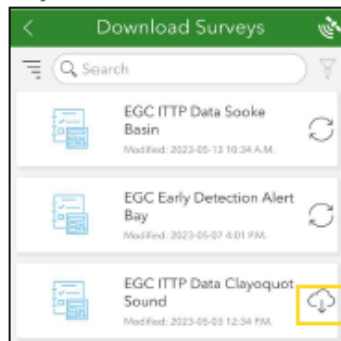 Download Surveys
Search
EGC ITTP Data Sooke
Basin
Modified: 2023-05-13 10:34 A.M.
EGC Early Detection Alert
Bay
Modified: 2023-05-07 4:01 P.M.
EGC ITTP Data Clayoquot
Sound
Modified: 2023-05-03 12:34 P.M.